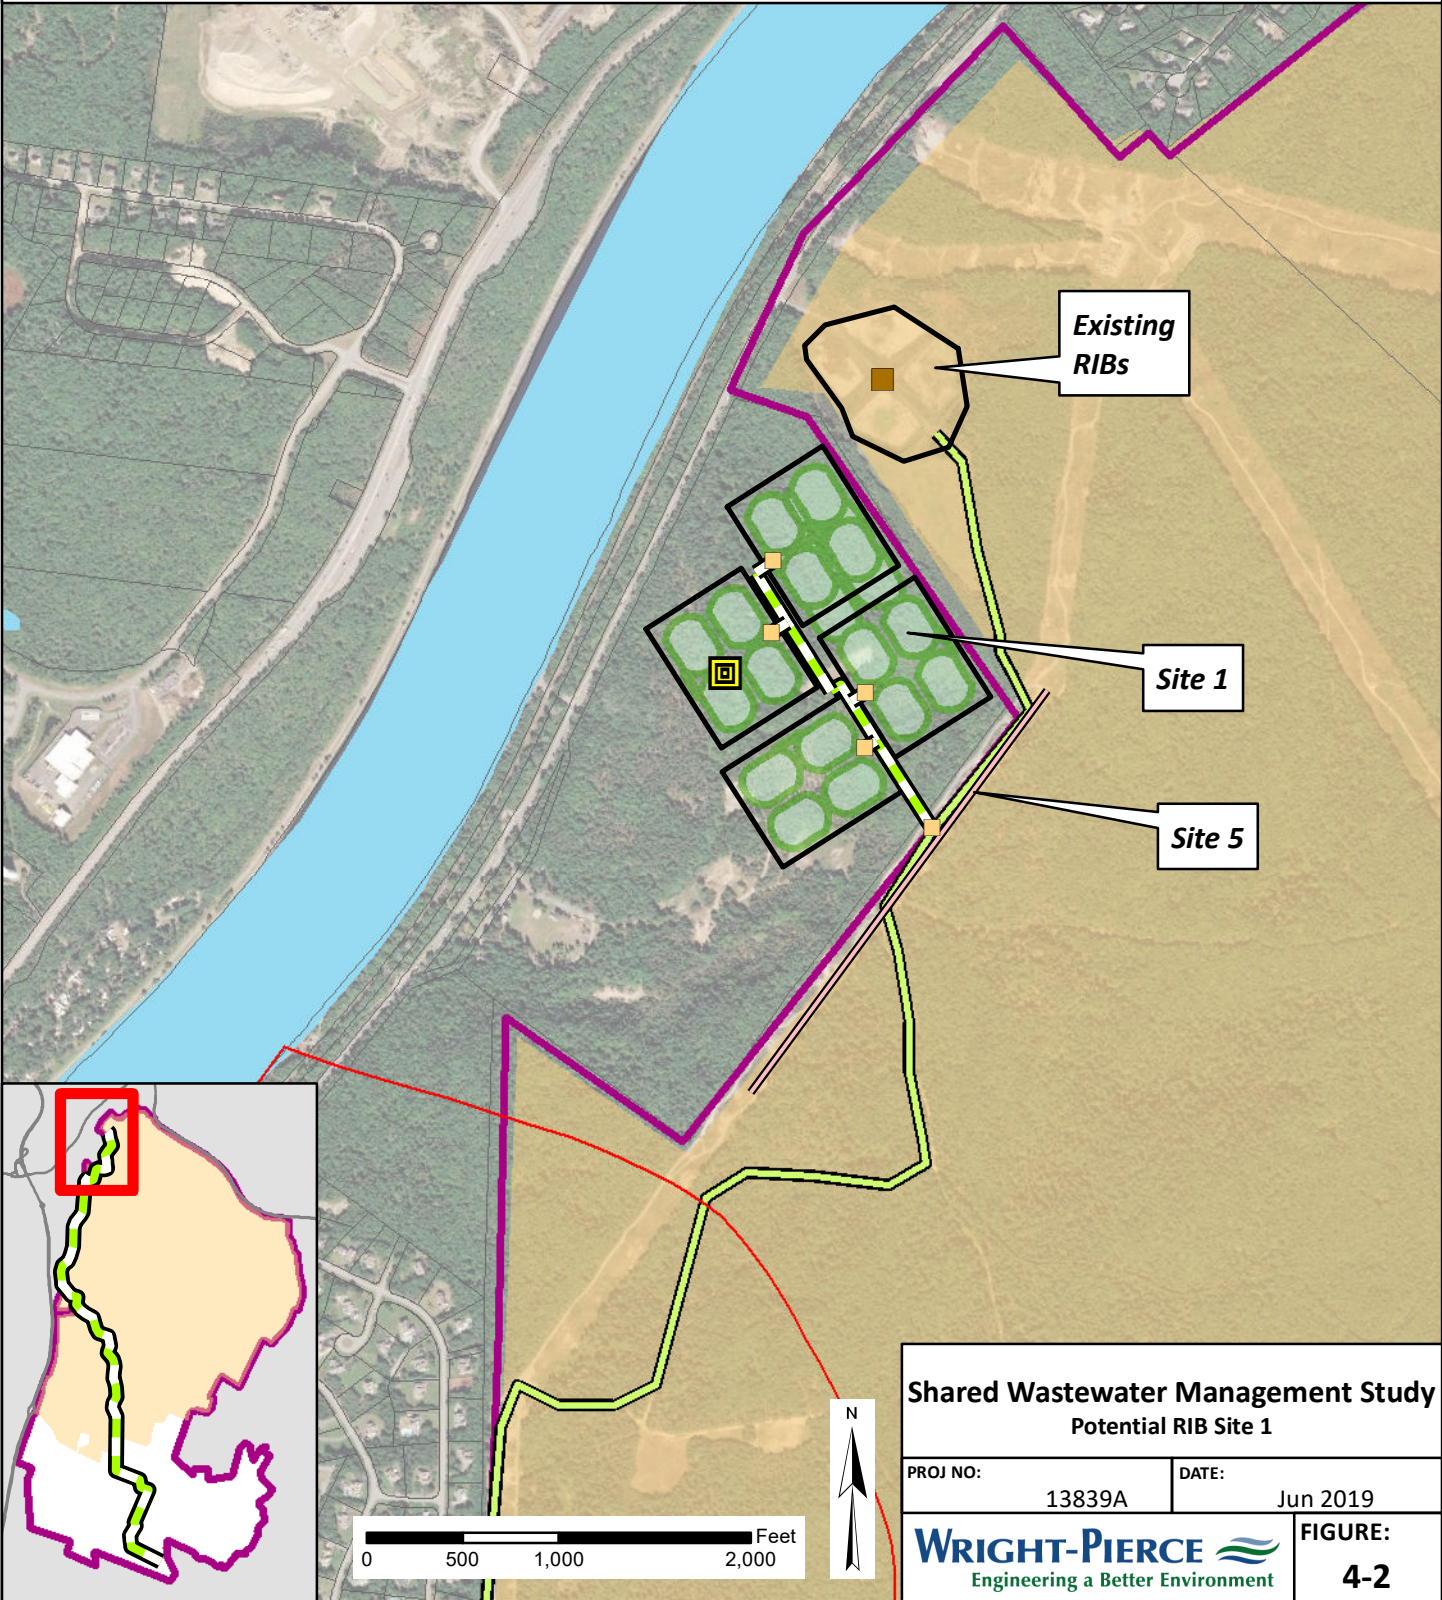 Existing
RIBs
Site 1
Site 5
N
Feet
0 500 1,000 2,000
Shared Wastewater Management Study
Potential RIB Site 1
PROJ NO: DATE:
13839A Jun 2019
WRIGHT-PIERCE
Engineering a Better Environment
FIGURE:
4-2